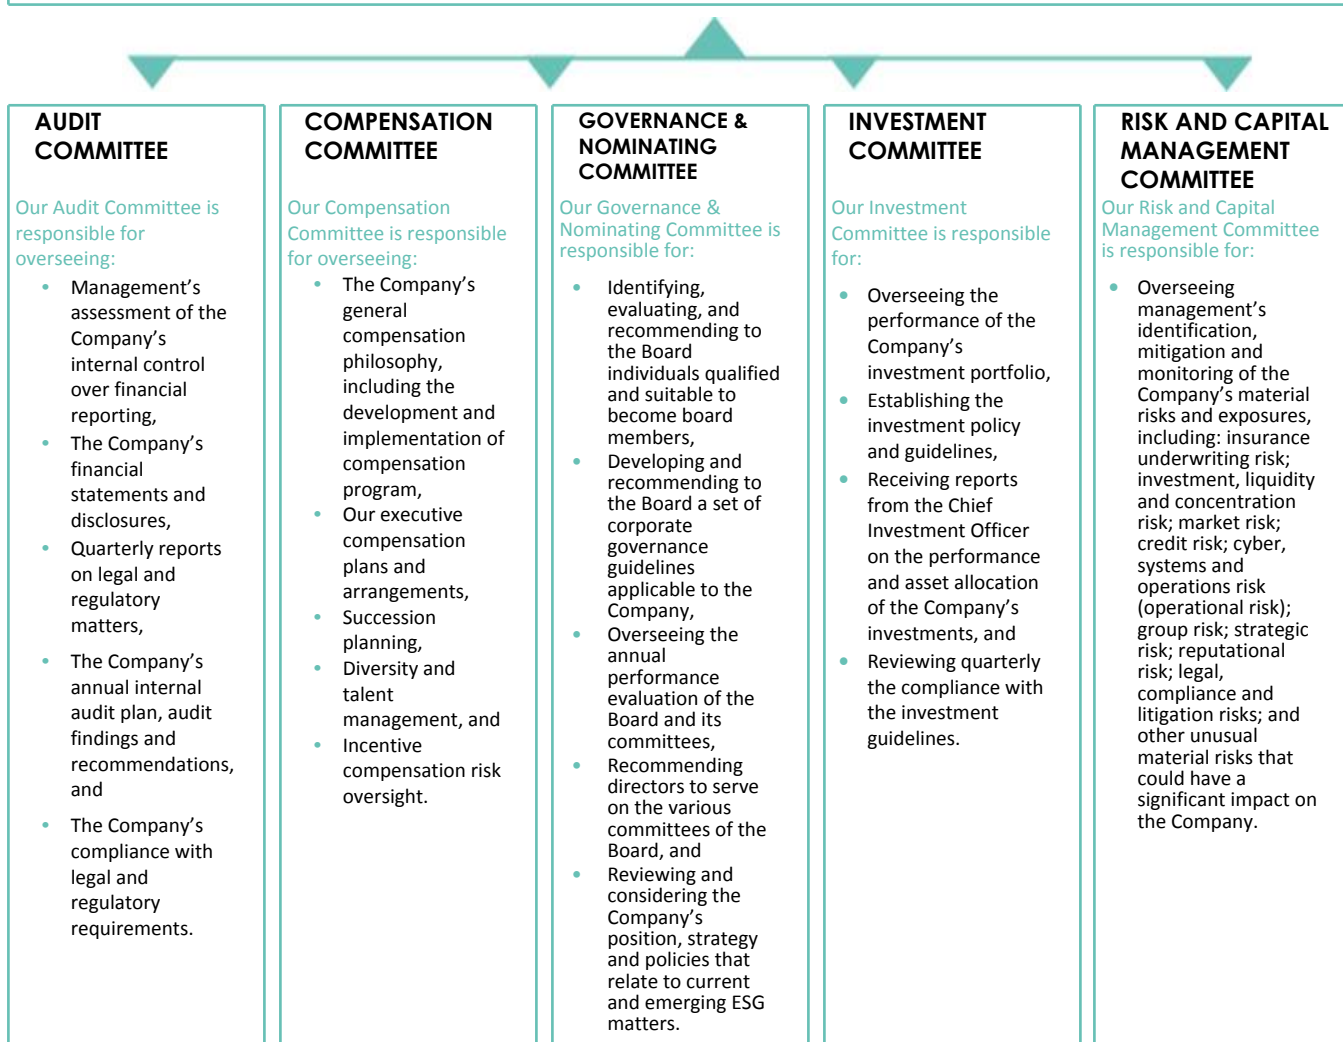 AUDIT
COMMITTEE
Our Audit Committee is
responsible for
overseeing:
• Management’s
assessment of the
Company’s
internal control
over financial
reporting,
• The Company’s
financial
statements and
disclosures,
• Quarterly reports
on legal and
regulatory
matters,
• The Company’s
annual internal
audit plan, audit
findings and
recommendations,
and
• The Company’s
compliance with
legal and
regulatory
requirements.
COMPENSATION
COMMITTEE
Our Compensation
Committee is responsible
for overseeing:
• The Company’s
general
compensation
philosophy,
including the
development and
implementation of
compensation
program,
• Our executive
compensation
plans and
arrangements,
• Succession
planning,
• Diversity and
talent
management, and
• Incentive
compensation risk
oversight.
GOVERNANCE &
NOMINATING
COMMITTEE
Our Governance &
Nominating Committee is
responsible for:
• Identifying,
evaluating, and
recommending to
the Board
individuals qualified
and suitable to
become board
members,
• Developing and
recommending to
the Board a set of
corporate
governance
guidelines
applicable to the
Company,
• Overseeing the
annual
performance
evaluation of the
Board and its
committees,
• Recommending
directors to serve
on the various
committees of the
Board, and
• Reviewing and
considering the
Company’s
position, strategy
and policies that
relate to current
and emerging ESG
matters.
INVESTMENT
COMMITTEE
Our Investment
Committee is responsible
for:
• Overseeing the
performance of the
Company’s
investment portfolio,
• Establishing the
investment policy
and guidelines,
• Receiving reports
from the Chief
Investment Officer
on the performance
and asset allocation
of the Company’s
investments, and
• Reviewing quarterly
the compliance with
the investment
guidelines.
RISK AND CAPITAL
MANAGEMENT
COMMITTEE
Our Risk and Capital
Management Committee
is responsible for:
• Overseeing
management’s
identification,
mitigation and
monitoring of the
Company’s material
risks and exposures,
including: insurance
underwriting risk;
investment, liquidity
and concentration
risk; market risk;
credit risk; cyber,
systems and
operations risk
(operational risk);
group risk; strategic
risk; reputational
risk; legal,
compliance and
litigation risks; and
other unusual
material risks that
could have a
significant impact on
the Company.